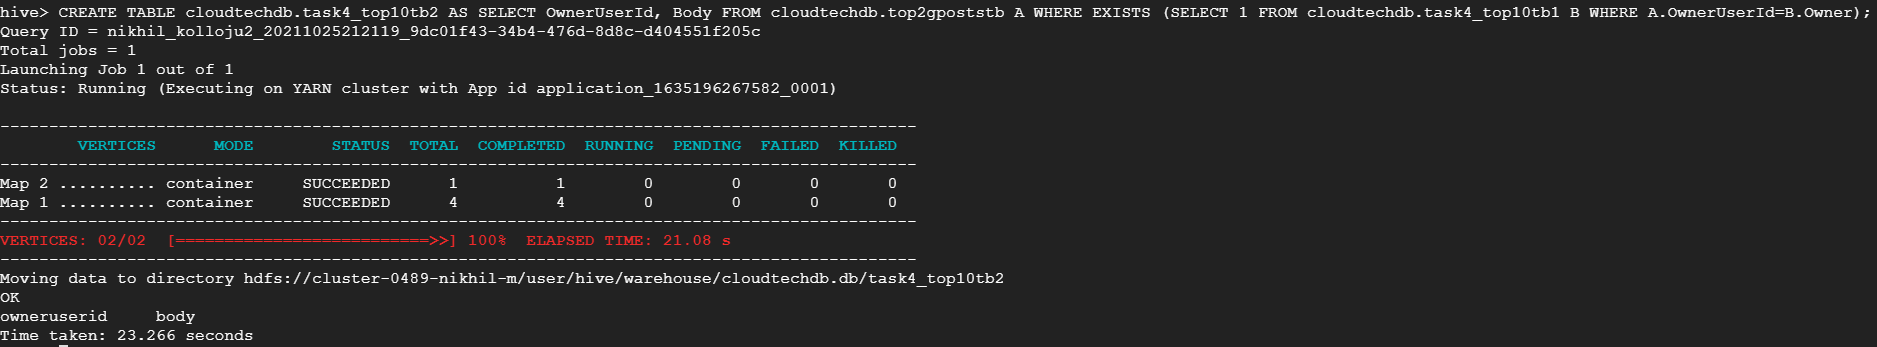 hive> CREATE TABLE cloudtechdb.task4_top10tb2 AS SELECT OwnerUserId, Body FROM cloudtechdb.top2gpoststb A WHERE EXISTS (SELECT 1 FROM cloudtechdb.task4_top10tb1 B WHERE A.OwnerUserId=B.Owner);
Query ID = nikhil_kolloju2_20211025212119_9dc01f43-34b4-476d-8d8c-d404551f205c
Total jobs = 1
Launching Job 1 out of 1
Status: Running (Executing on YARN cluster with App id application_1635196267582_0001)
----------------------------------------------------------------------------------------------
        VERTICES      MODE        STATUS  TOTAL  COMPLETED  RUNNING  PENDING  FAILED  KILLED
----------------------------------------------------------------------------------------------
Map 2 .......... container     SUCCEEDED      1          1        0        0       0       0
Map 1 .......... container     SUCCEEDED      4          4        0        0       0       0
----------------------------------------------------------------------------------------------
VERTICES: 02/02  [==========================>>] 100%  ELAPSED TIME: 21.08 s
----------------------------------------------------------------------------------------------
Moving data to directory hdfs://cluster-0489-nikhil-m/user/hive/warehouse/cloudtechdb.db/task4_top10tb2
OK
owneruserid     body
Time taken: 23.266 seconds